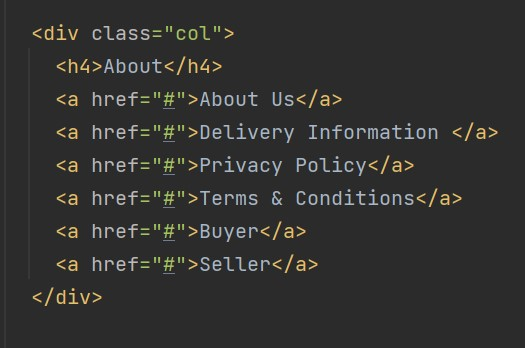 <div class="col">
<h4>About</h4>
<a href="#">About Us</a>
<a href="#">Delivery Information </a>
<a href="#">Privacy Policy</a>
<a href="#">Terms & Conditions</a>
<a href="#">Buyer</a>
<a href="#">Seller</a>
</div>